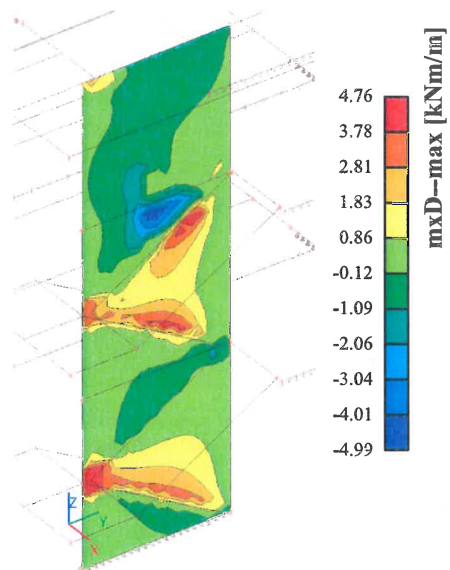 mxD--max [kNm/m]
4.76
3.78
2.81
1.83
0.86
-0.12
-1.09
-2.06
-3.04
-4.01
-4.99
Z
Y
X